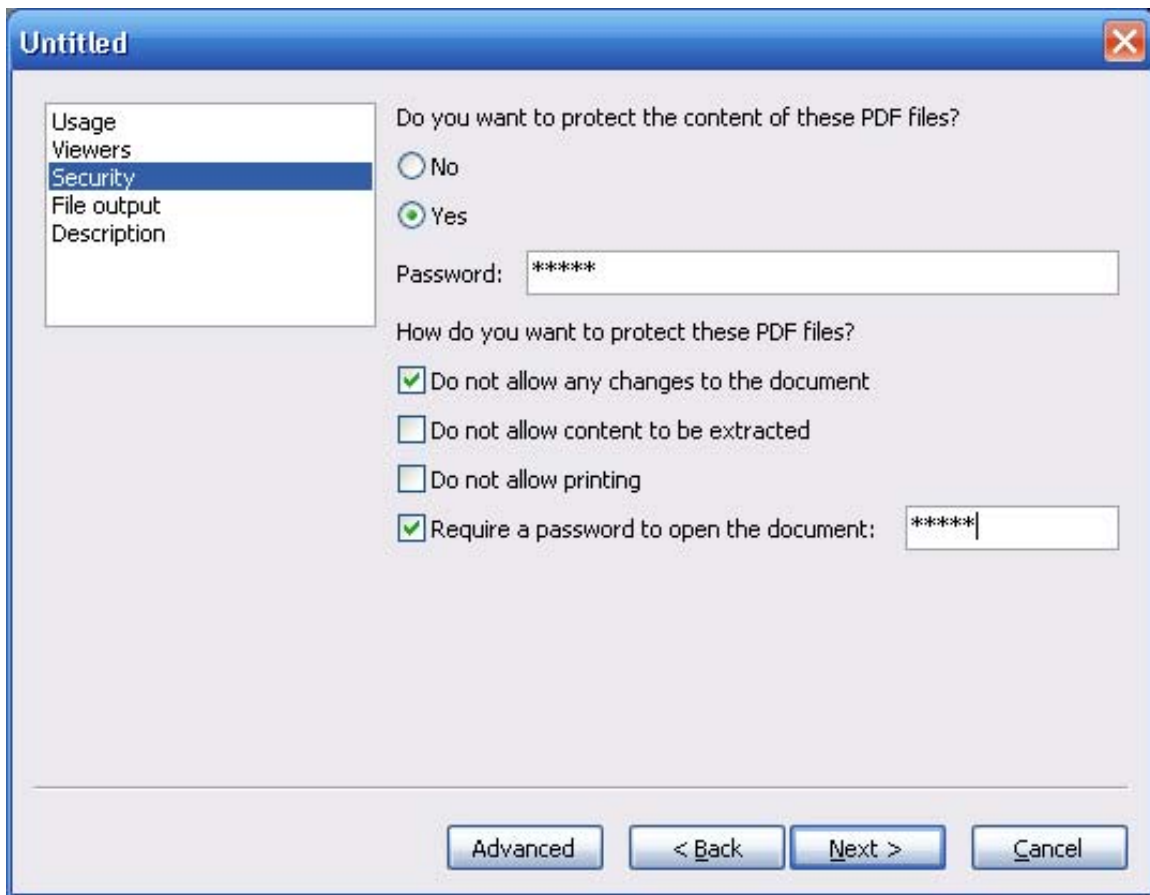 Untitled
Usage
Viewers
Security
File output
Description
Do you want to protect the content of these PDF files?
No
Yes
Password: *****
How do you want to protect these PDF files?
Do not allow any changes to the document
Do not allow content to be extracted
Do not allow printing
Require a password to open the document: *****
Advanced < Back Next > Cancel